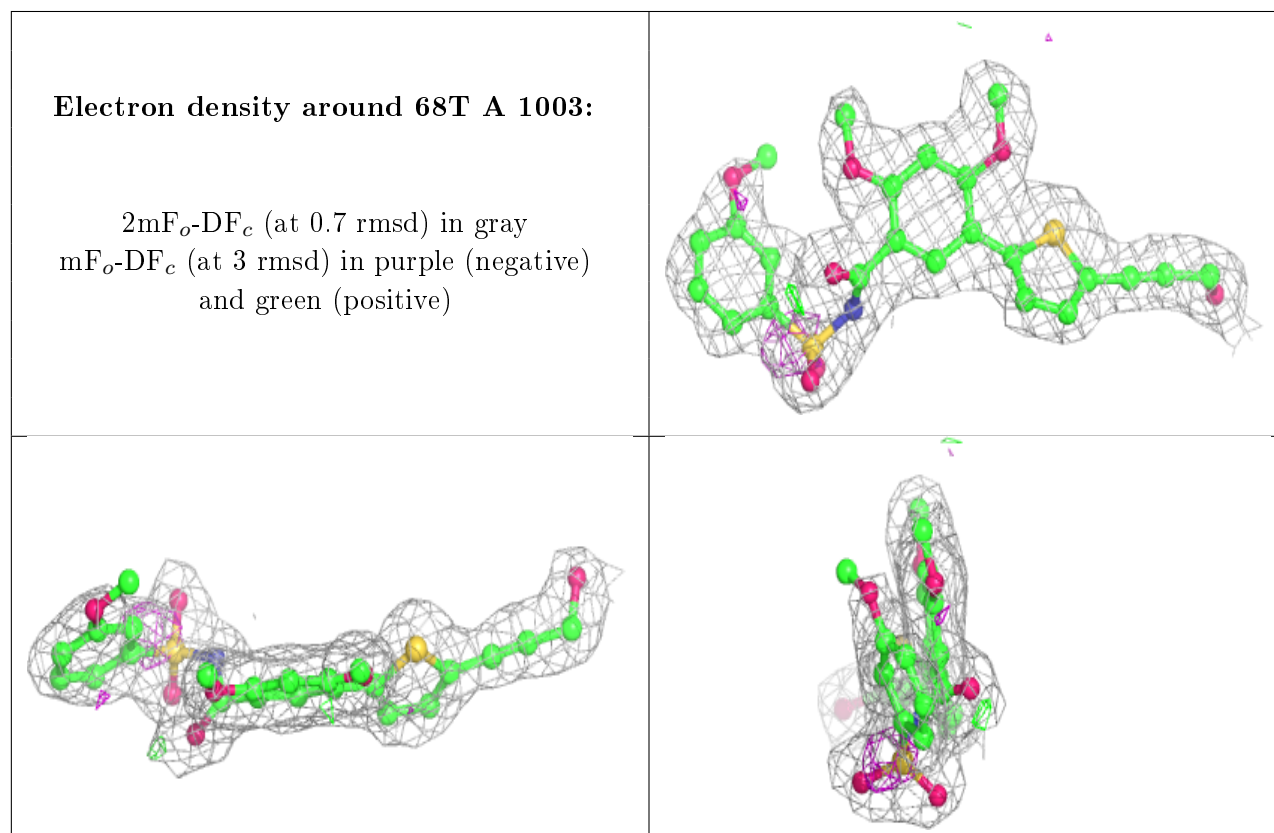 Electron density around 68T A 1003:
2mFo-DFc (at 0.7 rmsd) in gray
mFo-DFc (at 3 rmsd) in purple (negative)
and green (positive)